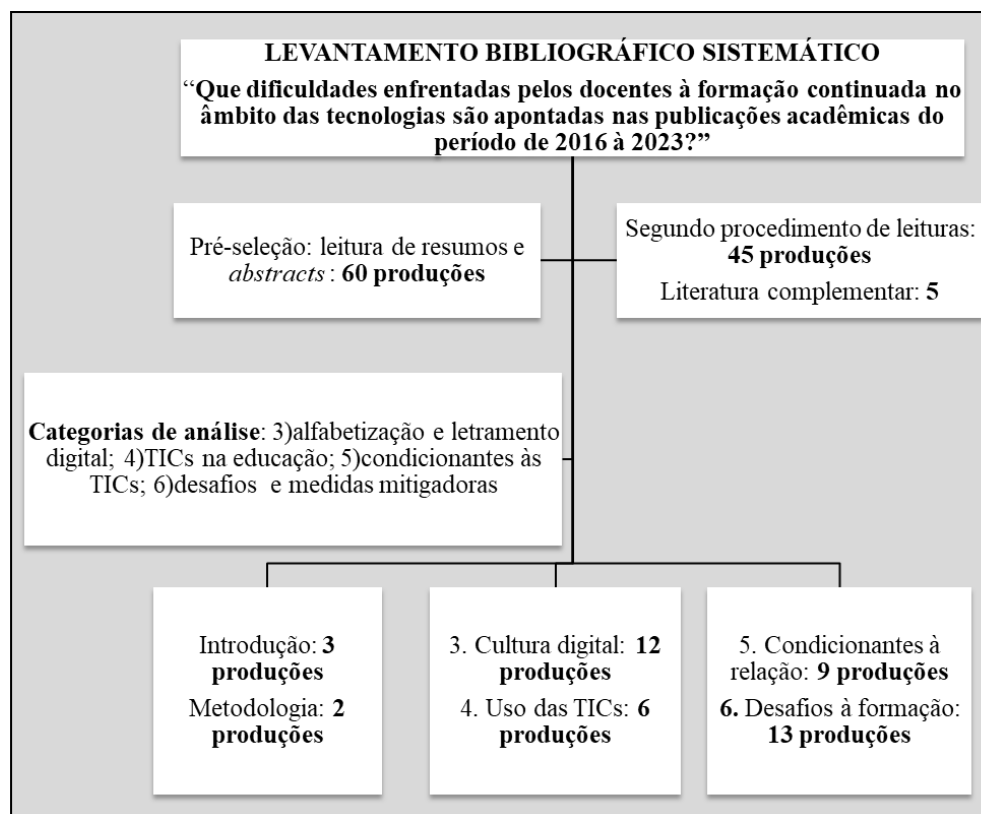 LEVANTAMENTO BIBLIOGRÁFICO SISTEMÁTICO
“Que dificuldades enfrentadas pelos docentes à formação continuada no
âmbito das tecnologias são apontadas nas publicações acadêmicas do
período de 2016 à 2023?”
Pré-seleção: leitura de resumos e
abstracts : 60 produções
Segundo procedimento de leituras:
45 produções
Literatura complementar: 5
Categorias de análise: 3)alfabetização e letramento
digital; 4)TICs na educação; 5)condicionantes às
TICs; 6)desafios e medidas mitigadoras
Introdução: 3
produções
Metodologia: 2
produções
3. Cultura digital: 12
produções
4. Uso das TICs: 6
produções
5. Condicionantes à
relação: 9 produções
6. Desafios à formação:
13 produções